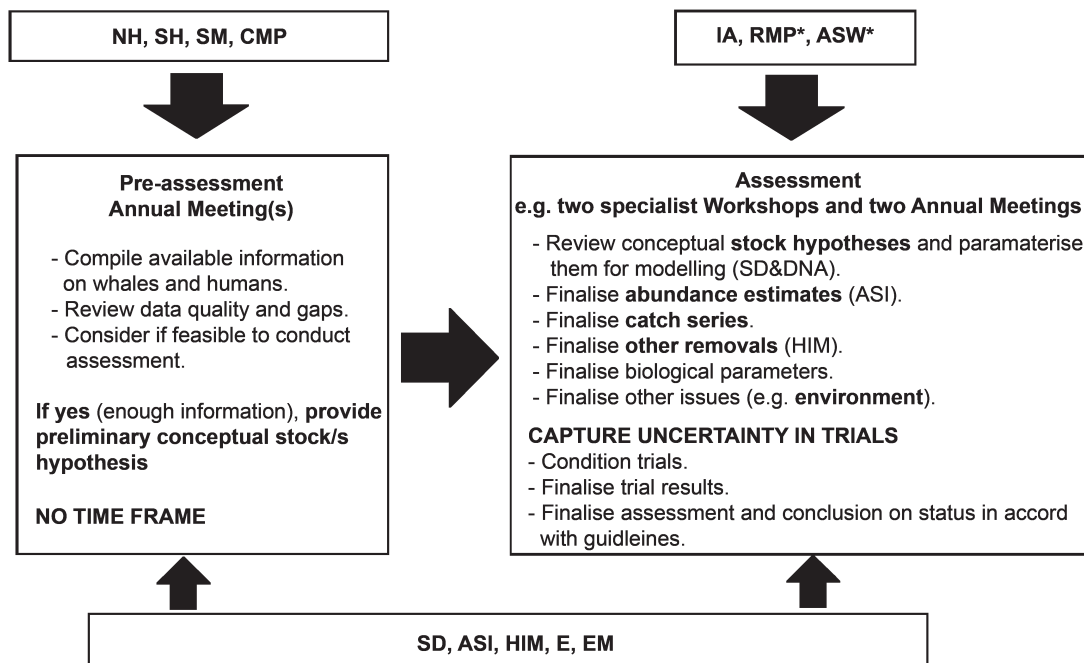 NH, SH, SM, CMP
IA, RMP*, ASW*
Pre-assessment
Annual Meeting(s)
- Compile available information
on whales and humans.
- Review data quality and gaps.
- Consider if feasible to conduct
assessment.
If yes (enough information), provide
preliminary conceptual stock/s
hypothesis
NO TIME FRAME
Assessment
e.g. two specialist Workshops and two Annual Meetings
- Review conceptual stock hypotheses and paramaterise
them for modelling (SD&DNA).
- Finalise abundance estimates (ASI).
- Finalise catch series.
- Finalise other removals (HIM).
- Finalise biological parameters.
- Finalise other issues (e.g. environment).
CAPTURE UNCERTAINTY IN TRIALS
- Condition trials.
- Finalise trial results.
- Finalise assessment and conclusion on status in accord
with guidleines.
SD, ASI, HIM, E, EM